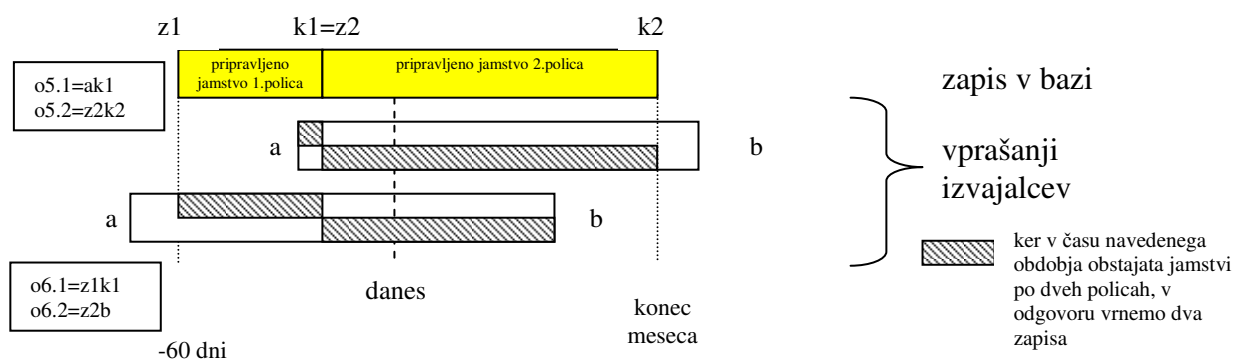 z1
k1=z2
k2
pripravljeno
jamstvo 1.polica
pripravljeno jamstvo 2.polica
o5.1=ak1
o5.2=z2k2
zapis v bazi
a
b
vprašanji
izvajalcev
a
b
ker v času navedenega
obdobja obstajata jamstvi
po dveh policah, v
odgovoru vrnemo dva
zapisa
o6.1=z1k1
o6.2=z2b
danes
konec
meseca
-60 dni